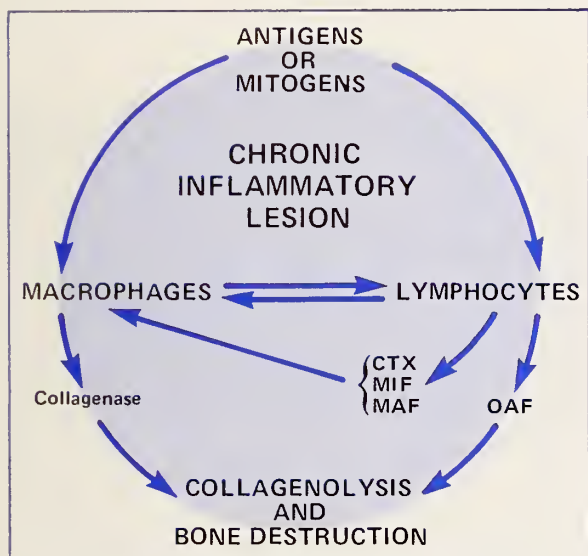 ANTIGENS
OR
MITOGENS
CHRONIC
INFLAMMATORY
LESION
MACROPHAGES
LYMPHOCYTES
CTX
MIF
MAF
Collagenase
OAF
COLLAGENOLYSIS
AND
BONE DESTRUCTION